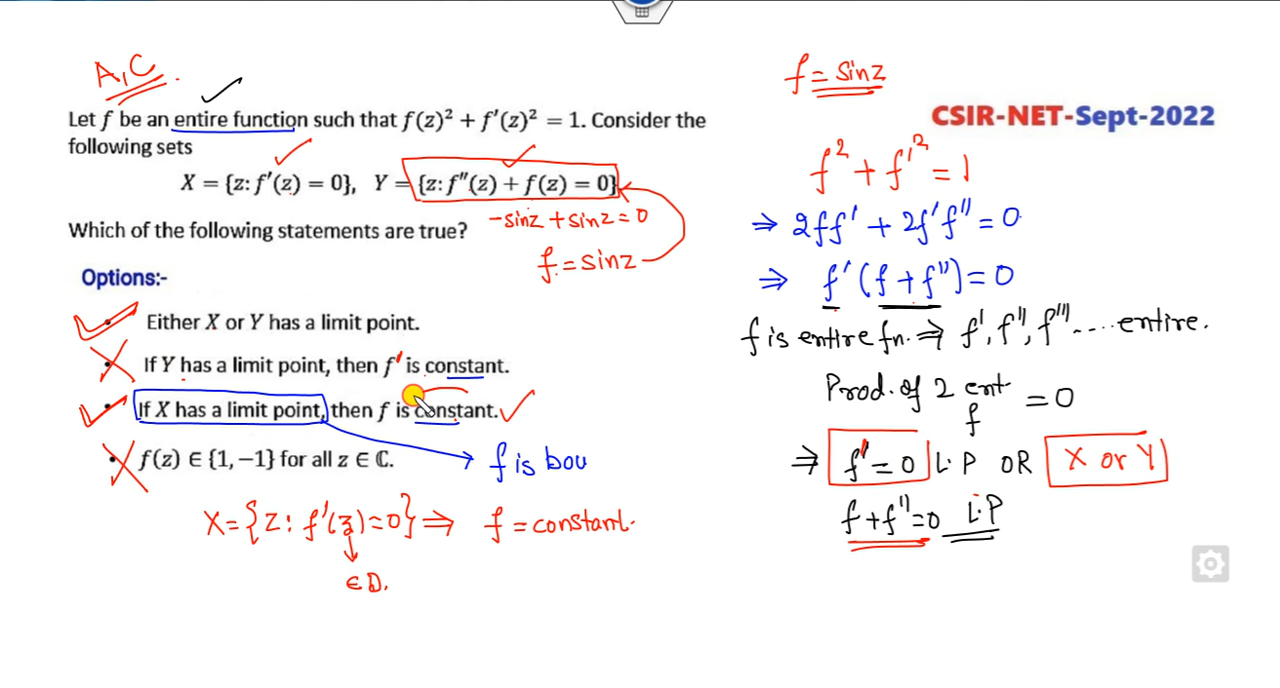 A,C.
Let f be an entire function such that f(z)² + f′(z)² = 1. Consider the
following sets
X = {z: f′(z) = 0}, Y = {z: f″(z) + f(z) = 0}
-sinz + sinz = 0
Which of the following statements are true?
f = sinz
Options:-
Either X or Y has a limit point.
If Y has a limit point, then f' is constant.
If X has a limit point, then f is constant.
f(z) ∈ {1, −1} for all z ∈ ℂ.
f is bou
X = {z: f'(z) = 0} ⇒ f = constant.
∈ D.
f = sinz
CSIR-NET-Sept-2022
f² + f'² = 1
⇒ 2ff' + 2f'f'' = 0
⇒ f'(f + f'') = 0
f is entire fn. ⇒ f', f'', f''' .... entire.
Prod. of 2 ent f = 0
⇒ f' = 0 L.P OR X or Y
f + f'' = 0 L.P